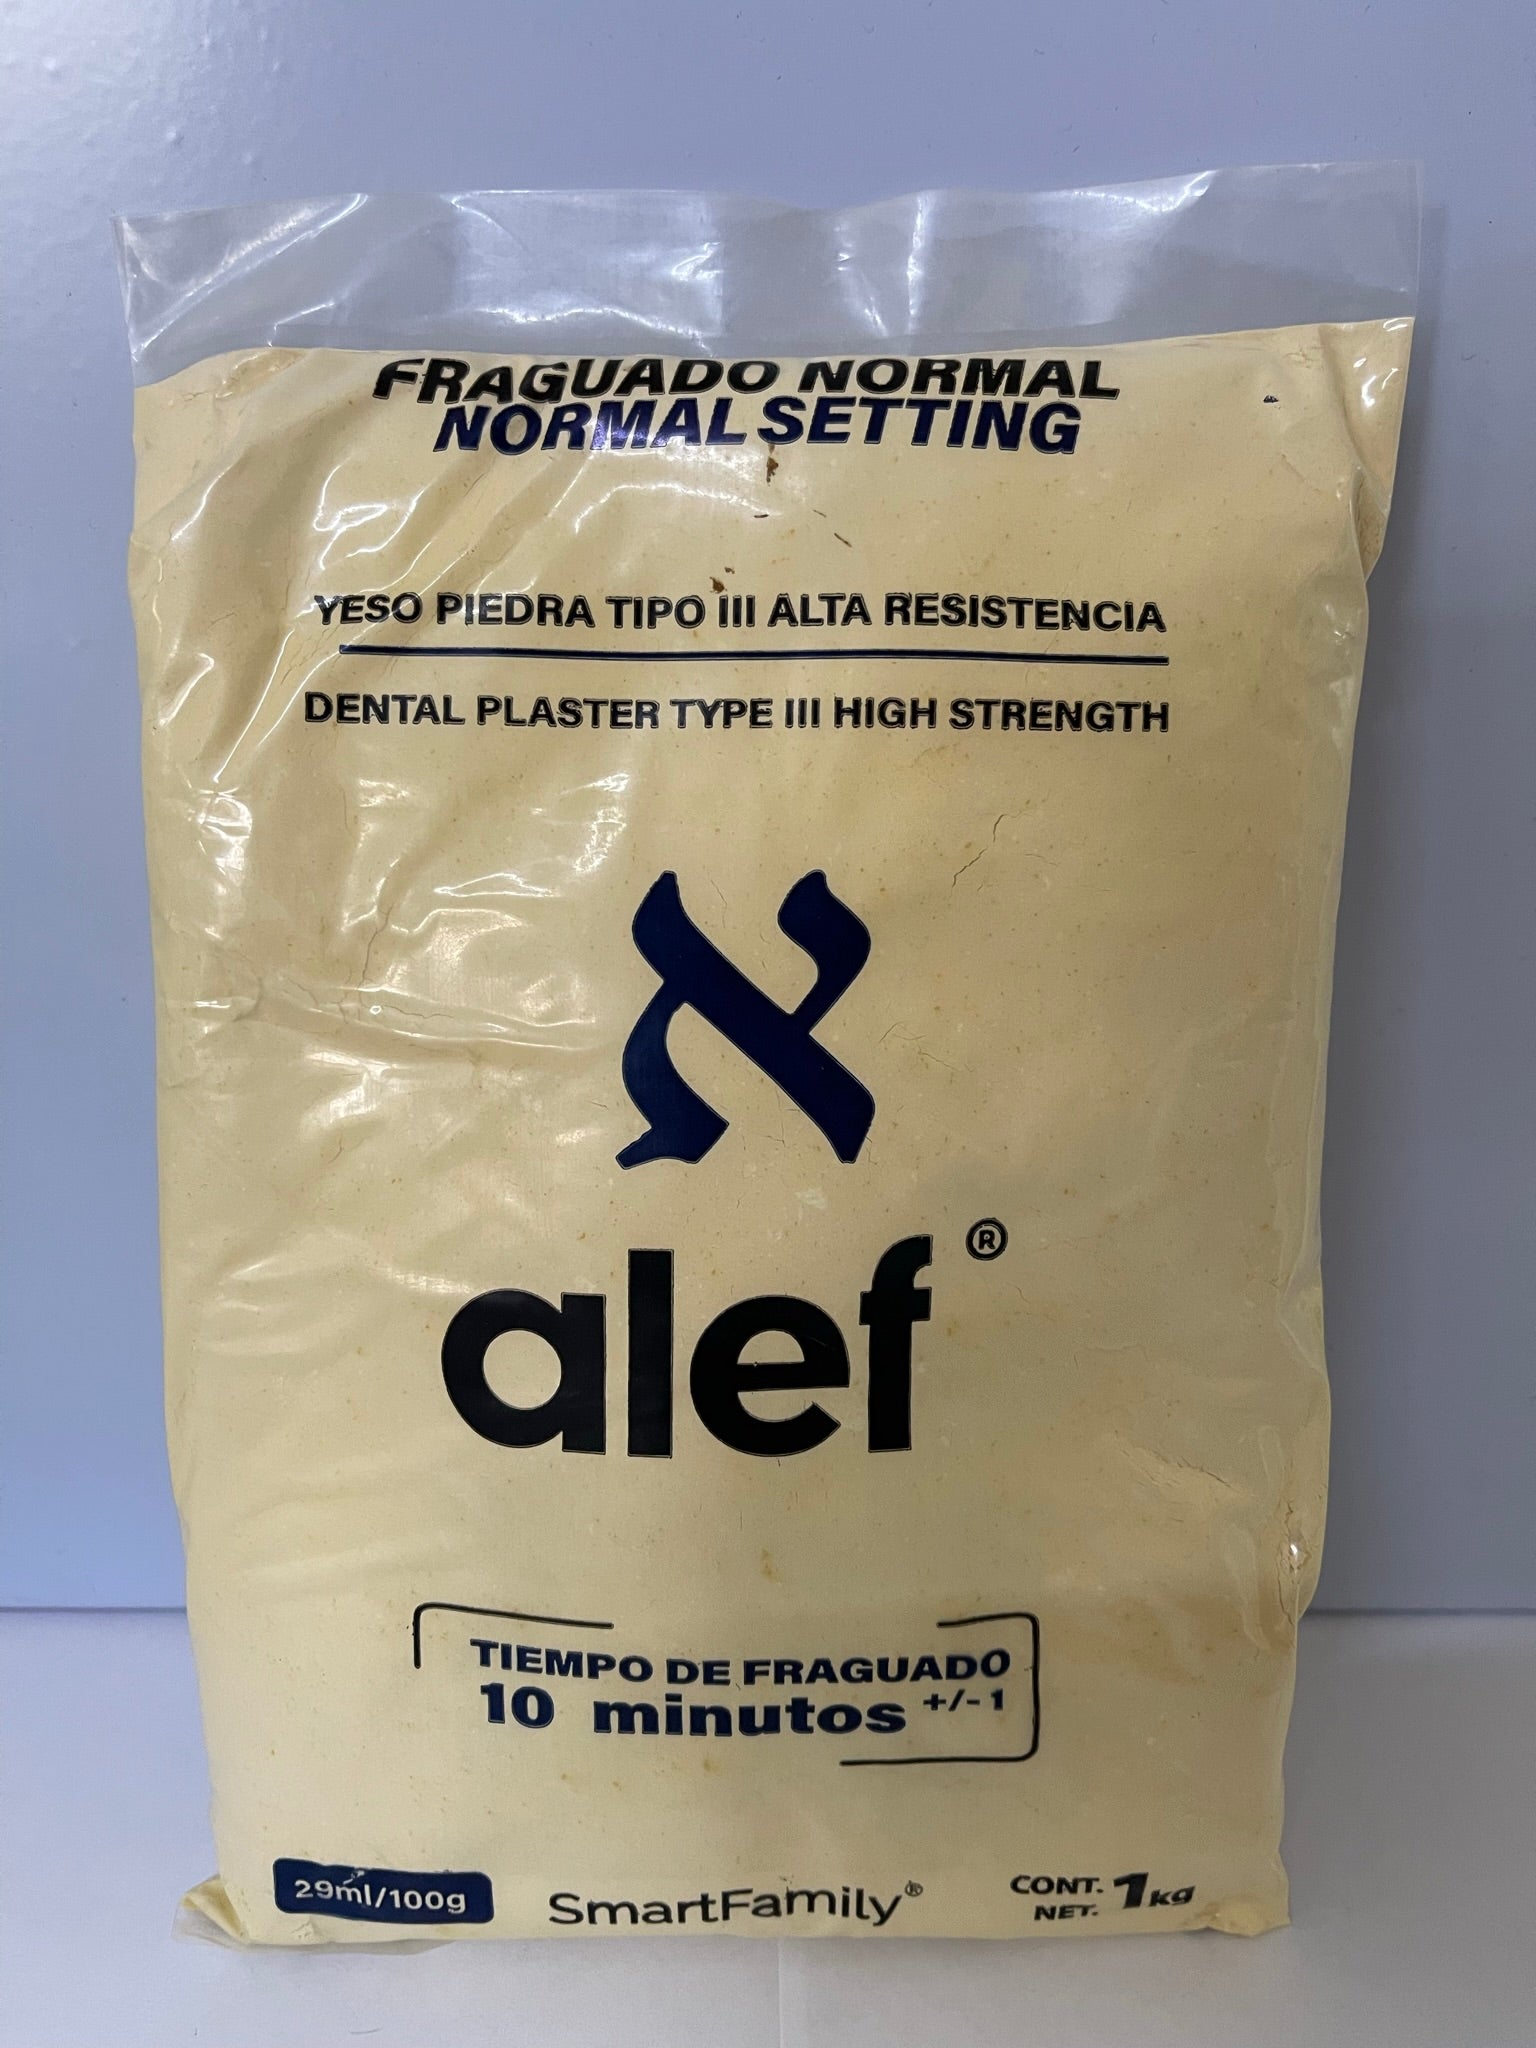 FRAGUADO NORMAL
NORMAL SETTING
YESO PIEDRA TIPO III ALTA RESISTENCIA
DENTAL PLASTER TYPE III HIGH STRENGTH
א
alef®
TIEMPO DE FRAGUADO
10 minutos +/- 1
29ml/100g
SmartFamily®
CONT. NET. 1kg